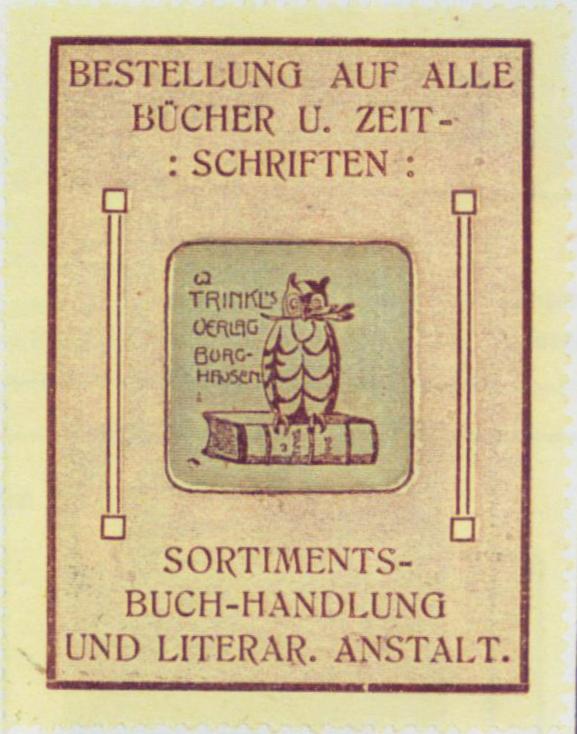 BESTELLUNG AUF ALLE
BÜCHER U. ZEIT-
: SCHRIFTEN :
W
TRINKL'S
VERLAG
BURG-
HAUSEN
SORTIMENTS-
BUCH-HANDLUNG
UND LITERAR. ANSTALT.